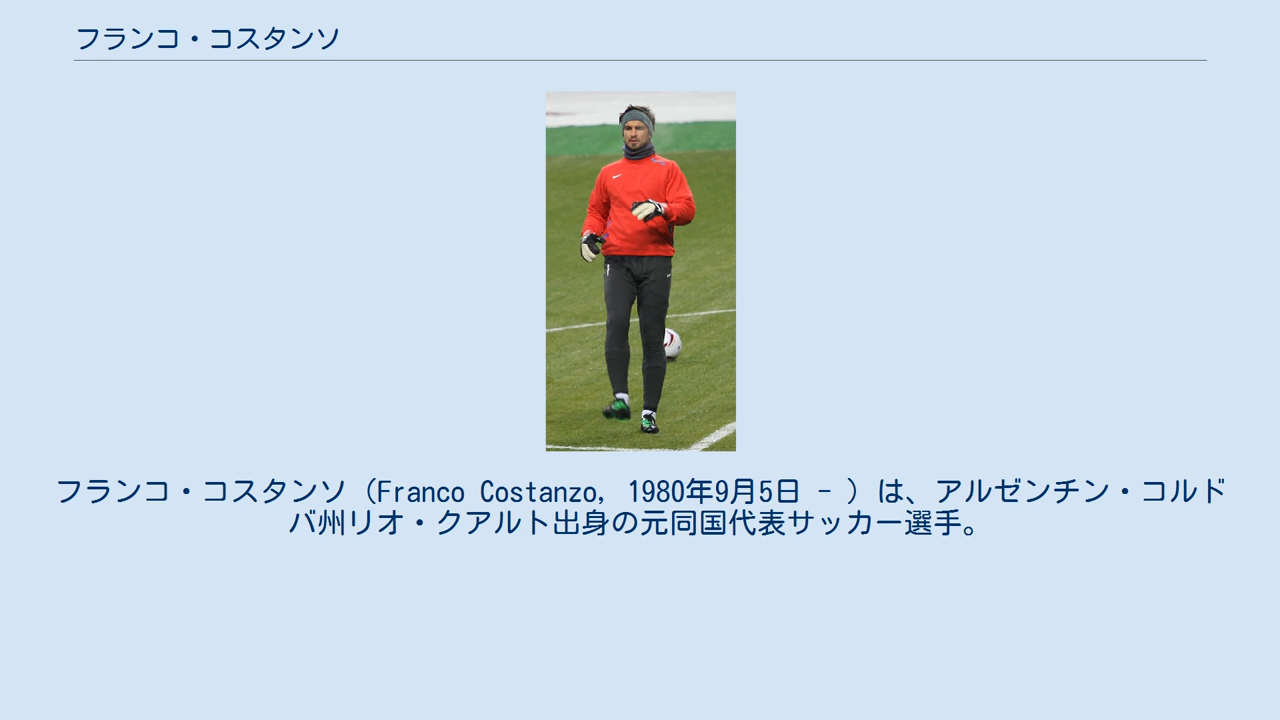 フランコ・コスタンソ
フランコ・コスタンソ（Franco Costanzo, 1980年9月5日 - ）は、アルゼンチン・コルド
バ州リオ・クアルト出身の元同国代表サッカー選手。